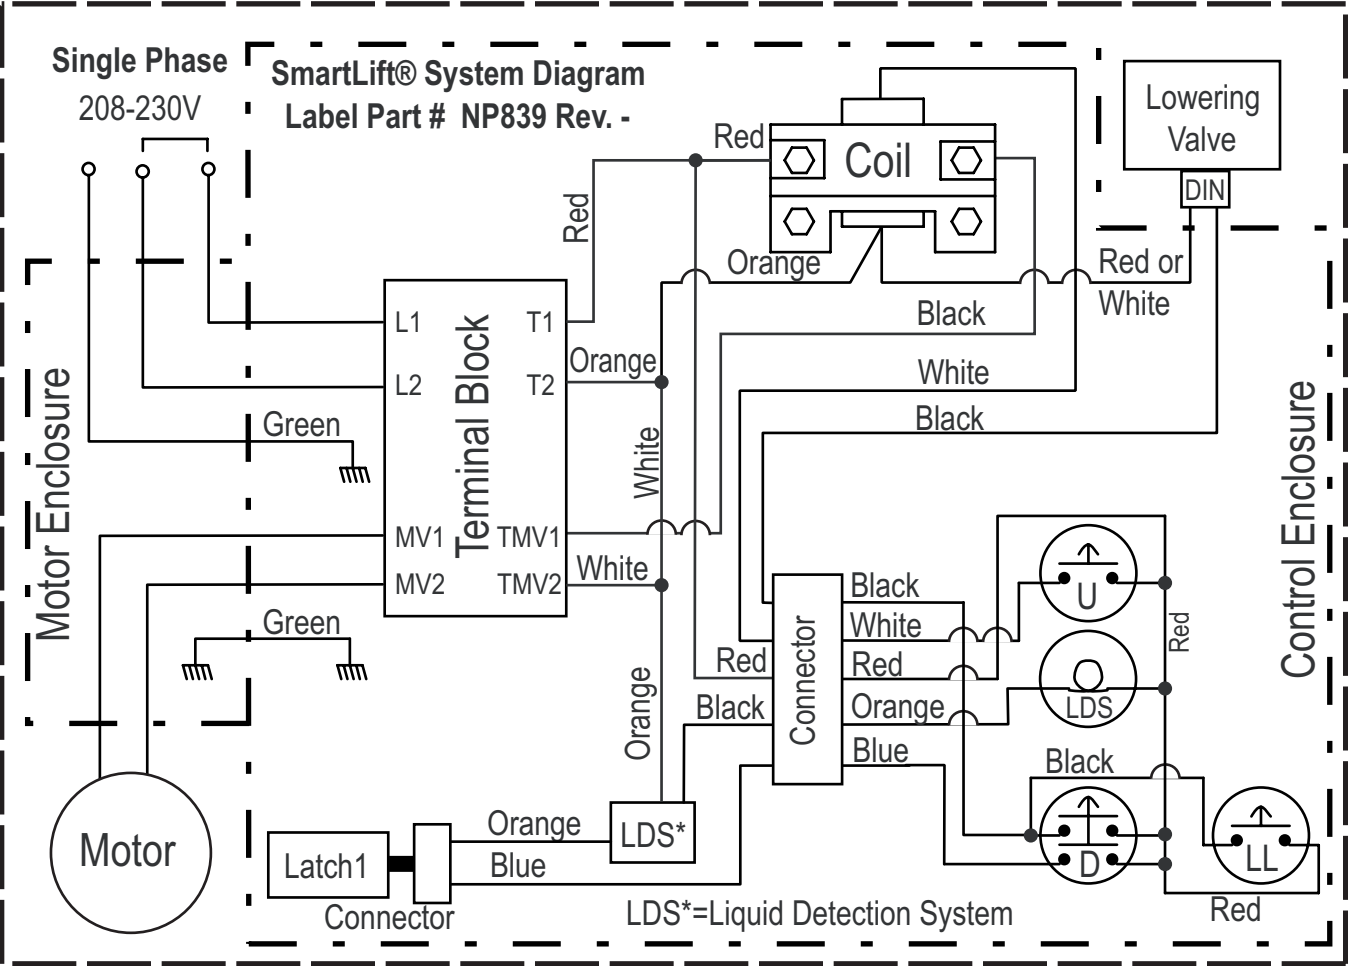 Single Phase
208-230V
SmartLift® System Diagram
Label Part # NP839 Rev. -
Red
Coil
Lowering
Valve
DIN
Red
Orange
Red or
White
Black
White
Black
L1
L2
MV1
MV2
Terminal Block
T1
T2
TMV1
TMV2
Orange
White
White
Orange
Green
Green
Motor Enclosure
Control Enclosure
Motor
Red
Black
Connector
Black
White
Red
Orange
Blue
U
LDS
Red
Black
D
LL
Red
Latch1
Connector
Orange
Blue
LDS*
LDS*=Liquid Detection System